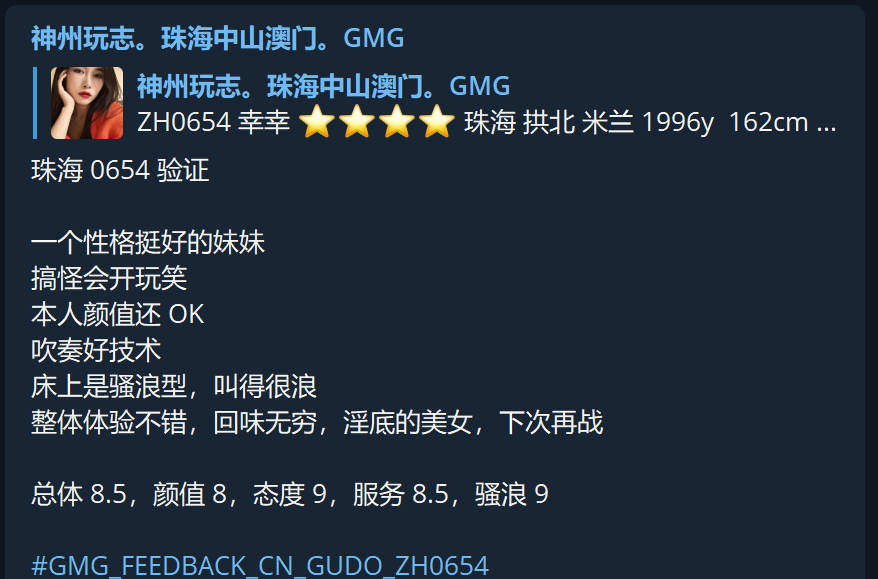 神州玩志。珠海中山澳门。GMG
神州玩志。珠海中山澳门。GMG
ZH0654 幸幸 ⭐⭐⭐⭐ 珠海 拱北 米兰 1996y 162cm ...
珠海 0654 验证
一个性格挺好的妹妹
搞怪会开玩笑
本人颜值还 OK
吹奏好技术
床上是骚浪型，叫得很浪
整体体验不错，回味无穷，淫底的美女，下次再战
总体 8.5，颜值 8，态度 9，服务 8.5，骚浪 9
#GMG_FEEDBACK_CN_GUDO_ZH0654